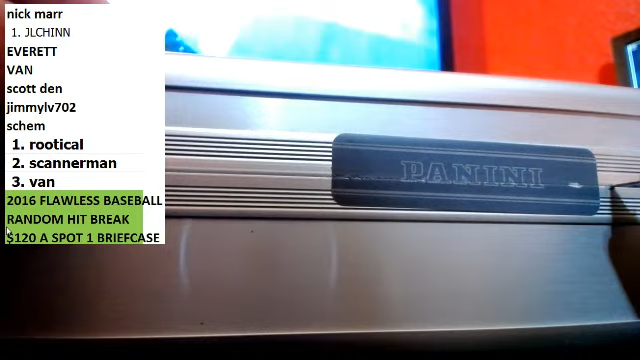 nick marr
1. JLCHINN
EVERETT
VAN
scott den
jimmylv702
schem
1. rootical
2. scannerman
3. van
2016 FLAWLESS BASEBALL
RANDOM HIT BREAK
$120 A SPOT 1 BRIEFCASE
PANINI